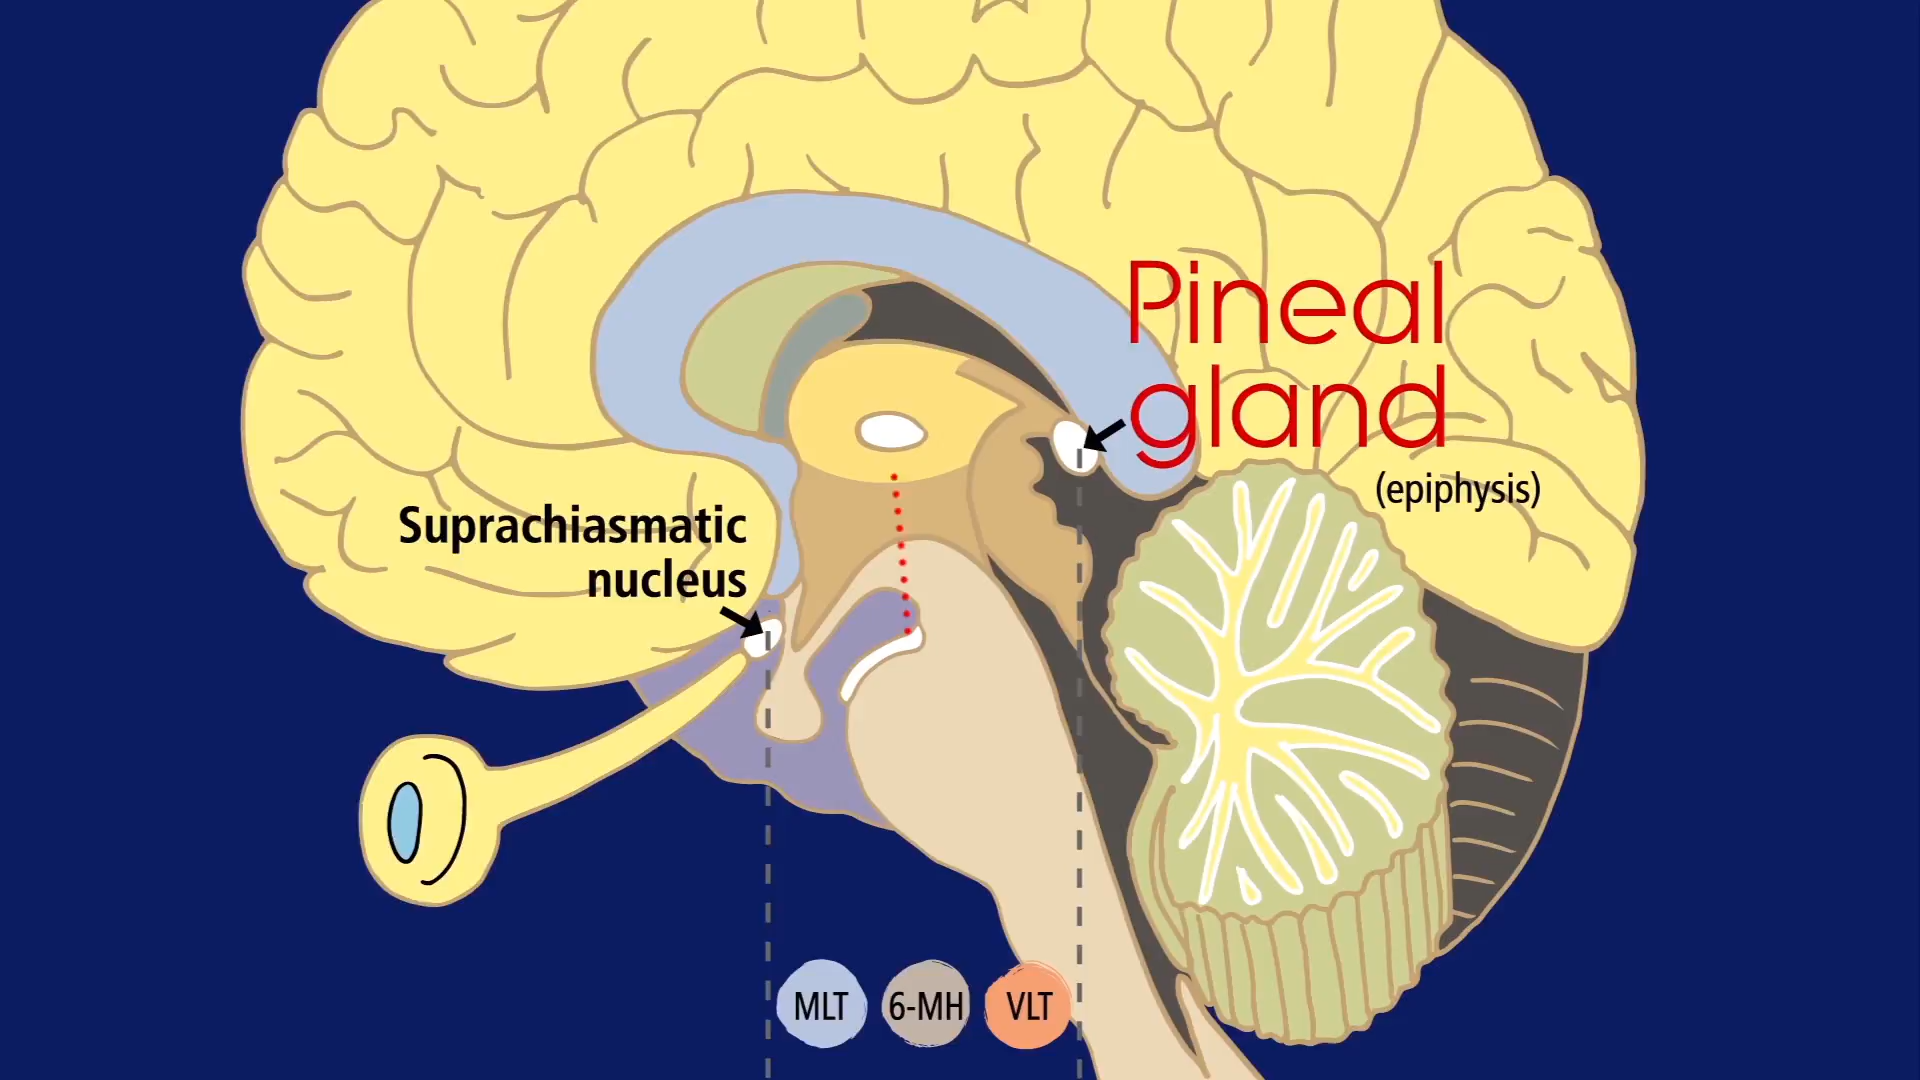 Pineal
gland
(epiphysis)
Suprachiasmatic
nucleus
MLT
6-MH
VLT